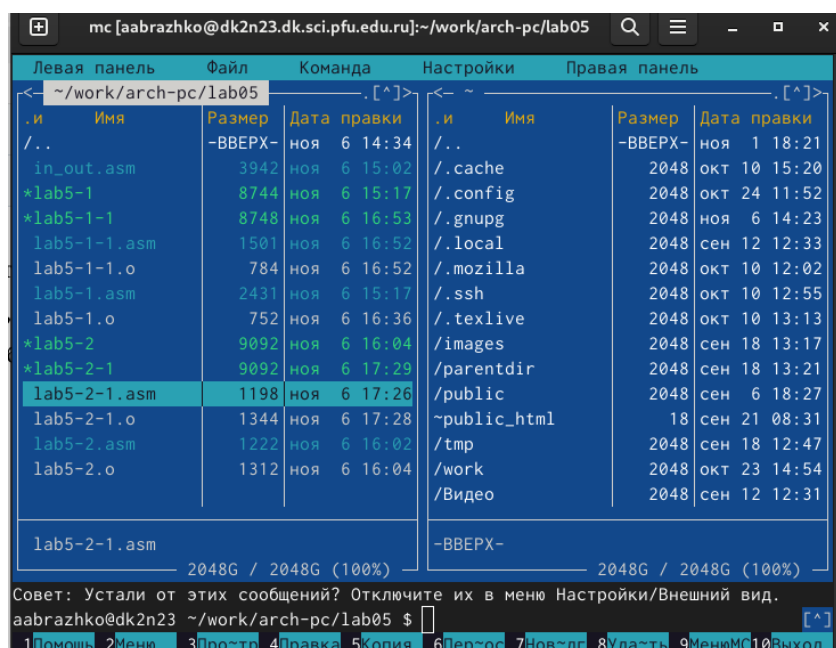 mc [aabrazhko@dk2n23.dk.sci.pfu.edu.ru]:~/work/arch-pc/lab05
Левая панель Файл Команда Настройки Правая панель
<- ~/work/arch-pc/lab05 .[^]> <- ~ .[^]>
.и Имя Размер Дата правки .и Имя Размер Дата правки
/.. -ВВЕРХ- ноя 6 14:34 /.. -ВВЕРХ- ноя 1 18:21
in_out.asm 3942 ноя 6 15:02 /.cache 2048 окт 10 15:20
*lab5-1 8744 ноя 6 15:17 /.config 2048 окт 24 11:52
*lab5-1-1 8748 ноя 6 16:53 /.gnupg 2048 ноя 6 14:23
lab5-1-1.asm 1501 ноя 6 16:52 /.local 2048 сен 12 12:33
lab5-1-1.o 784 ноя 6 16:52 /.mozilla 2048 окт 10 12:02
lab5-1.asm 2431 ноя 6 15:17 /.ssh 2048 окт 10 12:55
lab5-1.o 752 ноя 6 16:36 /.texlive 2048 окт 10 13:13
*lab5-2 9092 ноя 6 16:04 /images 2048 сен 18 13:17
*lab5-2-1 9092 ноя 6 17:29 /parentdir 2048 сен 18 13:21
lab5-2-1.asm 1198 ноя 6 17:26 /public 2048 сен 6 18:27
lab5-2-1.o 1344 ноя 6 17:28 ~public_html 18 сен 21 08:31
lab5-2.asm 1222 ноя 6 16:02 /tmp 2048 сен 18 12:47
lab5-2.o 1312 ноя 6 16:04 /work 2048 окт 23 14:54
/Видео 2048 сен 12 12:31
lab5-2-1.asm -ВВЕРХ-
2048G / 2048G (100%) 2048G / 2048G (100%)
Совет: Устали от этих сообщений? Отключите их в меню Настройки/Внешний вид.
aabrazhko@dk2n23 ~/work/arch-pc/lab05 $ [^]
1Помощь 2Меню 3Про~тр 4Правка 5Копия 6Пер~ос 7Нов~лг 8Уда~ть 9МенюMC 10Выход